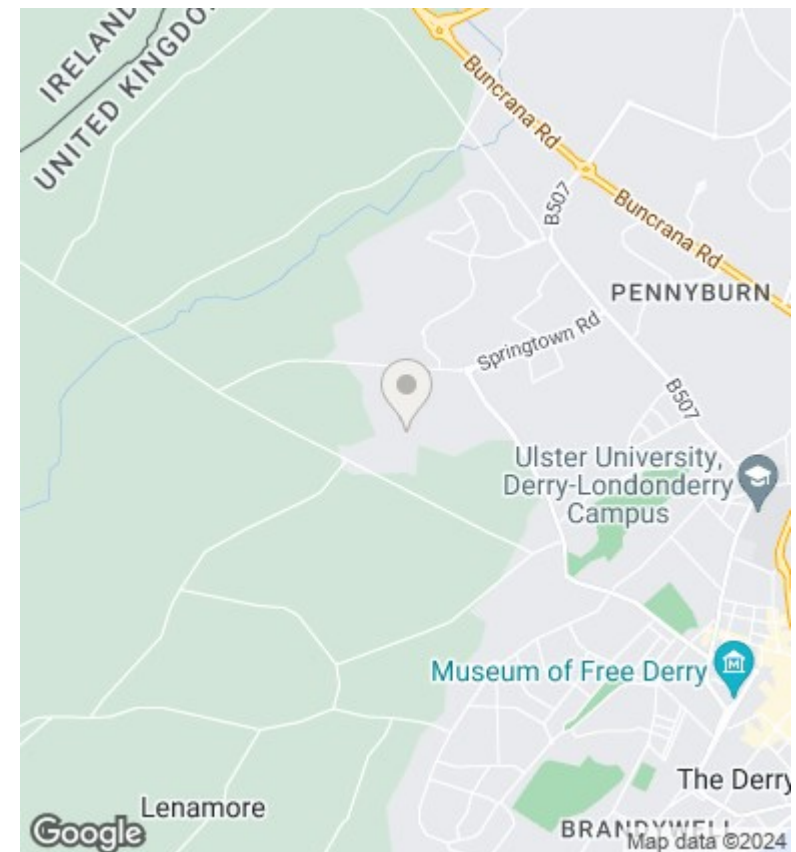 IRELAND
UNITED KINGDO
Buncrana Rd
B507
Buncrana Rd
PENNYBURN
Springtown Rd
B507
Ulster University,
Derry-Londonderry
Campus
Museum of Free Derry
The Derry
Lenamore
BRANDYWELL
Google
Map data ©2024